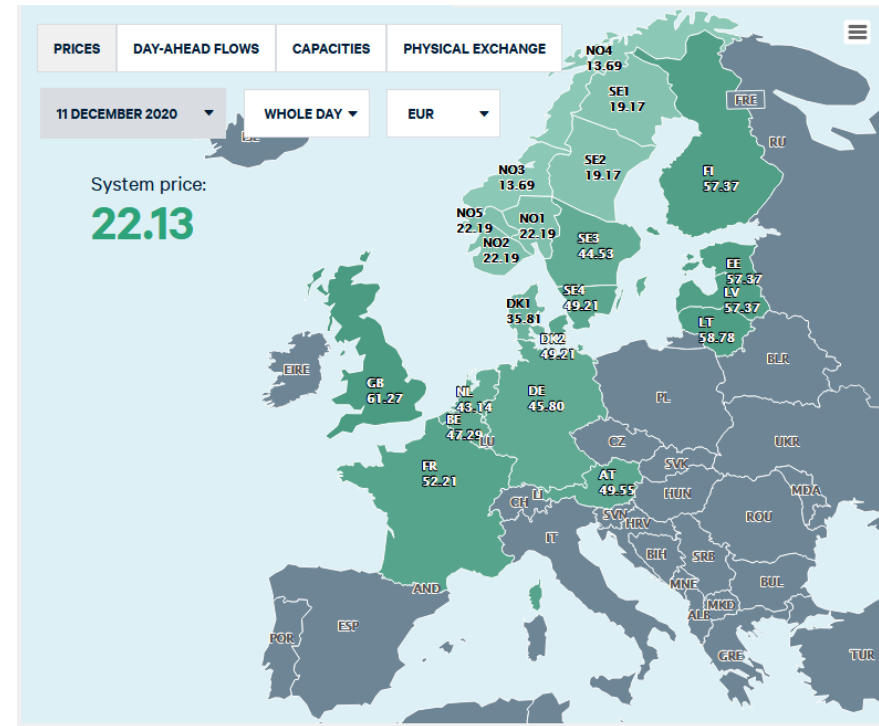 PRICES
DAY-AHEAD FLOWS
CAPACITIES
PHYSICAL EXCHANGE
11 DECEMBER 2020
WHOLE DAY
EUR
System price:
22.13
NO4
13.69
SE1
19.17
FRE
RU
SE2
19.17
NO3
13.69
FI
57.37
NO5
22.19
NO1
22.19
NO2
22.19
SE3
44.53
EE
57.37
LV
57.37
SE4
49.21
DK1
35.81
LT
58.78
DK2
49.21
BLR
EIRE
GB
61.27
NL
43.14
DE
45.80
PL
BE
47.29
LU
CZ
UKR
FR
52.21
AT
49.55
SVK
CH
LI
HUN
MDA
SVN
HRV
ROU
IT
BIH
SRB
AND
MNE
BUL
MKD
ALB
POR
ESP
GRE
TUR